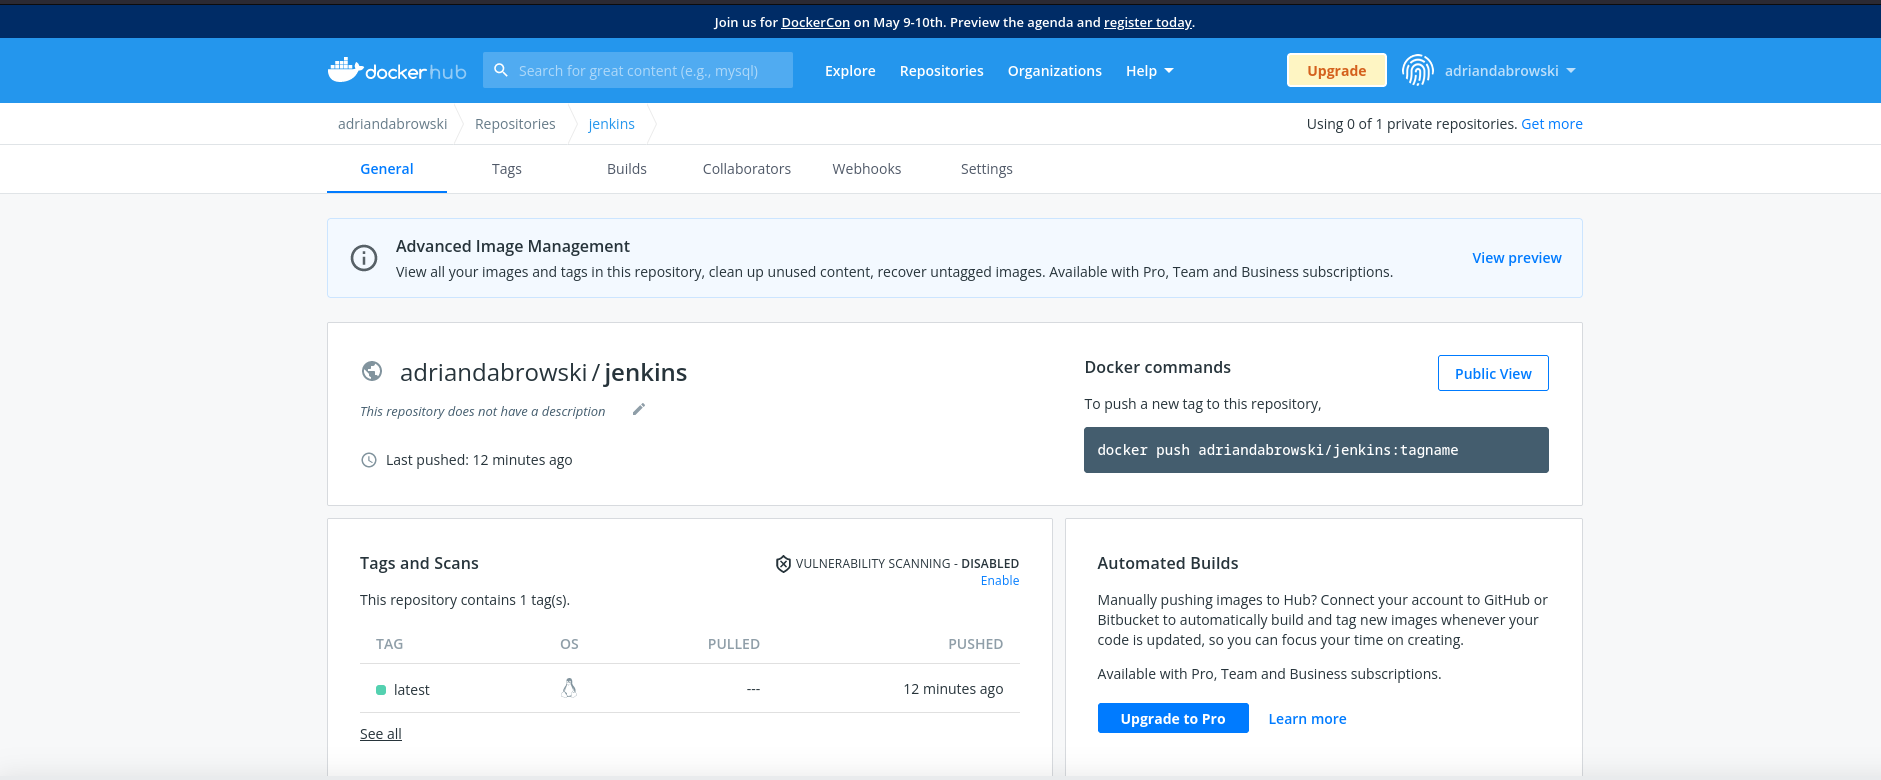 Join us for DockerCon on May 9-10th. Preview the agenda and register today.
dockerhub
Search for great content (e.g., mysql)
Explore
Repositories
Organizations
Help
Upgrade
adriandabrowski
adriandabrowski
Repositories
jenkins
Using 0 of 1 private repositories. Get more
General
Tags
Builds
Collaborators
Webhooks
Settings
Advanced Image Management
View all your images and tags in this repository, clean up unused content, recover untagged images. Available with Pro, Team and Business subscriptions.
View preview
adriandabrowski / jenkins
This repository does not have a description
Last pushed: 12 minutes ago
Docker commands
Public View
To push a new tag to this repository,
docker push adriandabrowski/jenkins:tagname
Tags and Scans
VULNERABILITY SCANNING - DISABLED
Enable
This repository contains 1 tag(s).
TAG OS PULLED PUSHED
latest --- 12 minutes ago
See all
Automated Builds
Manually pushing images to Hub? Connect your account to GitHub or
Bitbucket to automatically build and tag new images whenever your
code is updated, so you can focus your time on creating.
Available with Pro, Team and Business subscriptions.
Upgrade to Pro
Learn more